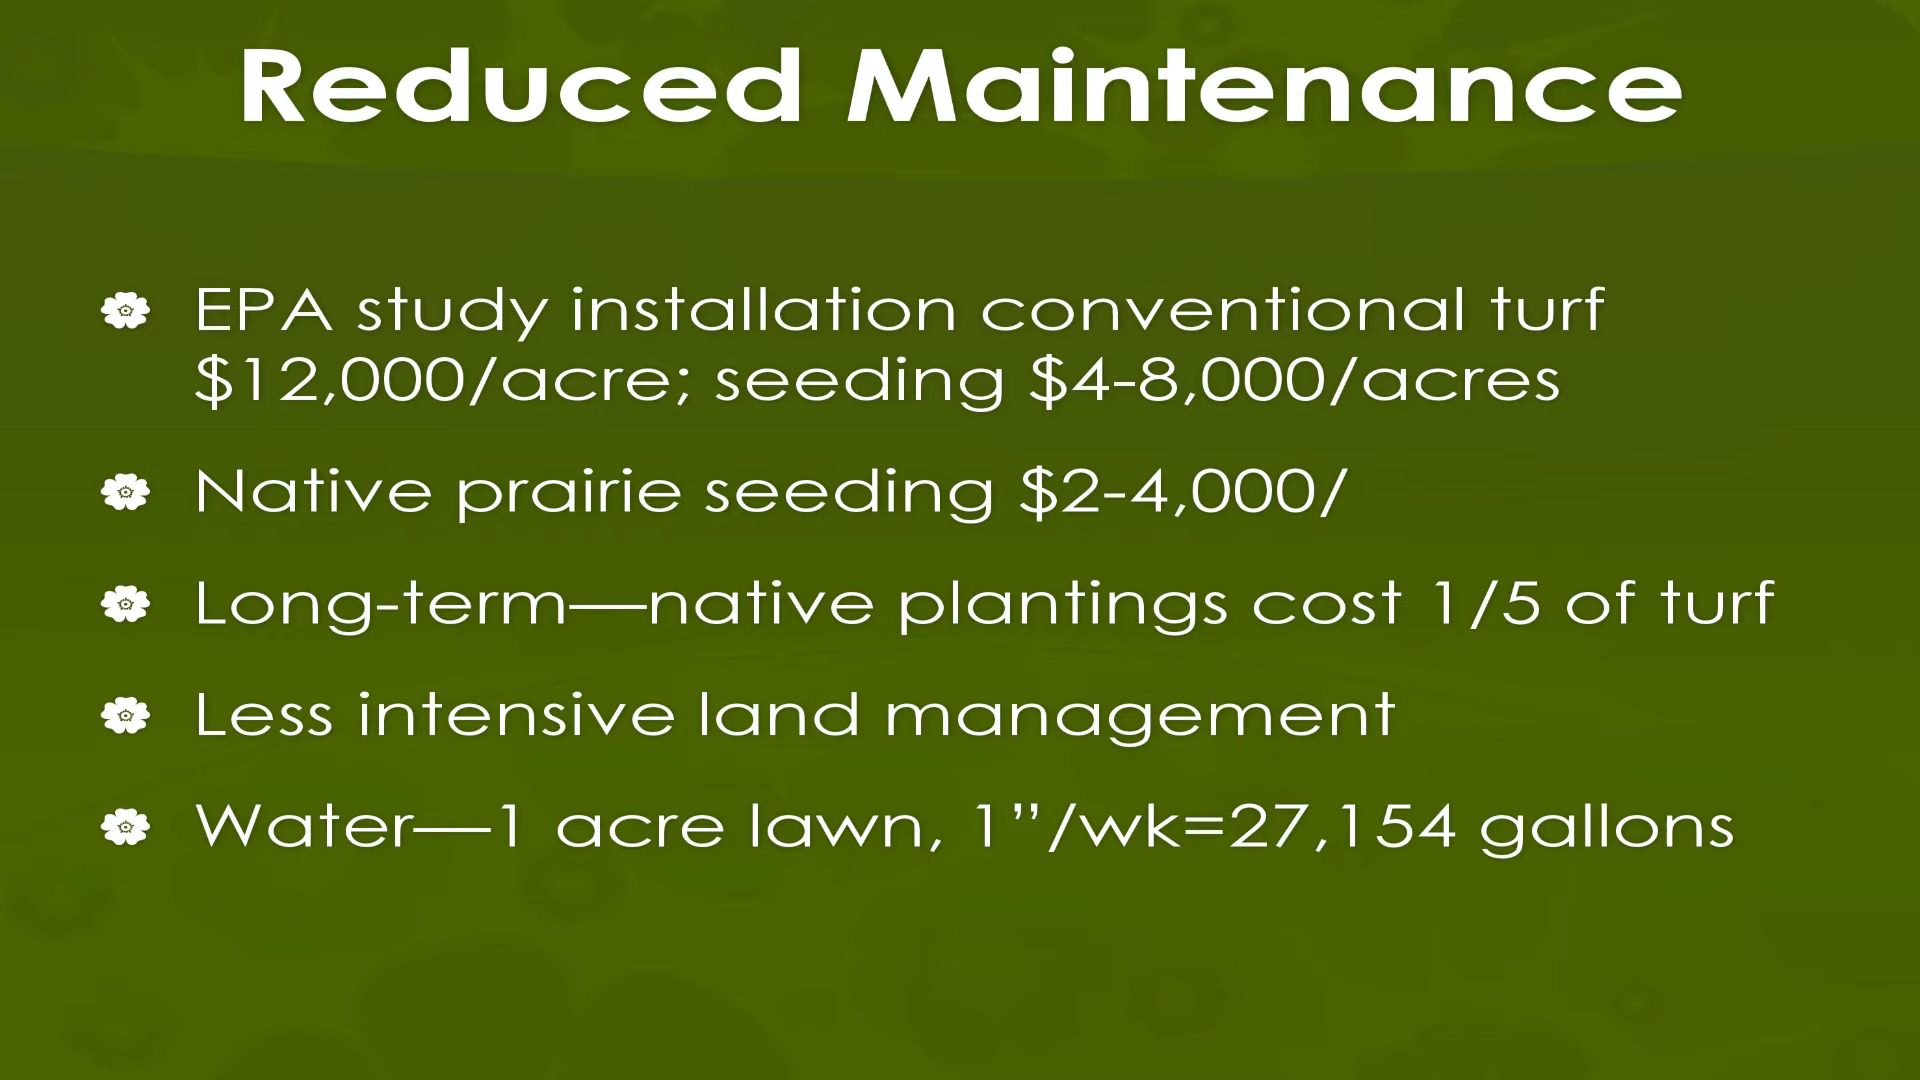 Reduced Maintenance
EPA study installation conventional turf
$12,000/acre; seeding $4-8,000/acres
Native prairie seeding $2-4,000/
Long-term—native plantings cost 1/5 of turf
Less intensive land management
Water—1 acre lawn, 1”/wk=27,154 gallons